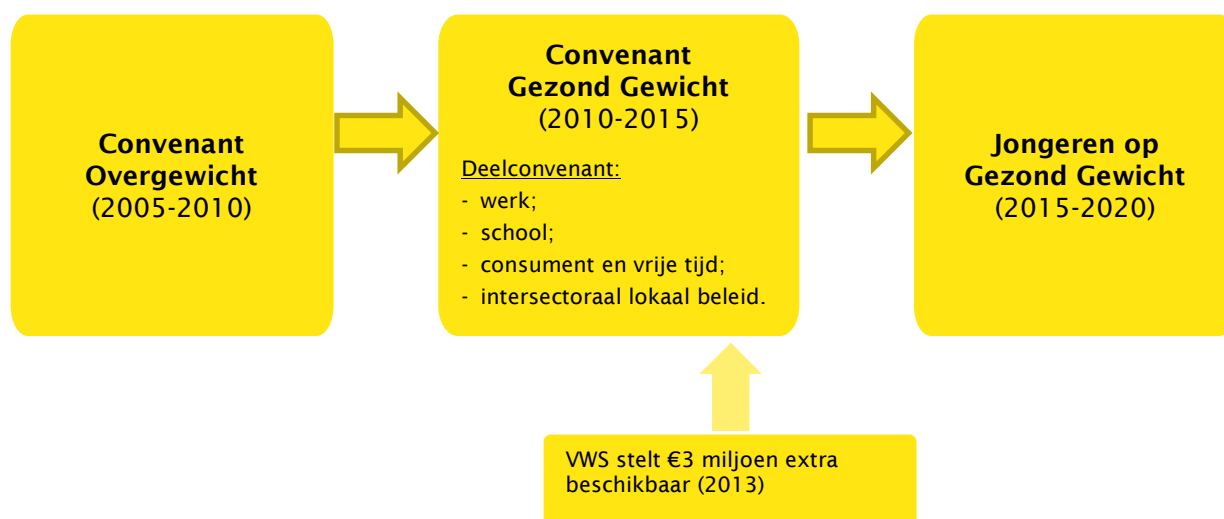 Convenant
Overgewicht
(2005-2010)
Convenant
Gezond Gewicht
(2010-2015)
Deelconvenant:
- werk;
- school;
- consument en vrije tijd;
- intersectoraal lokaal beleid.
Jongeren op
Gezond Gewicht
(2015-2020)
VWS stelt €3 miljoen extra
beschikbaar (2013)